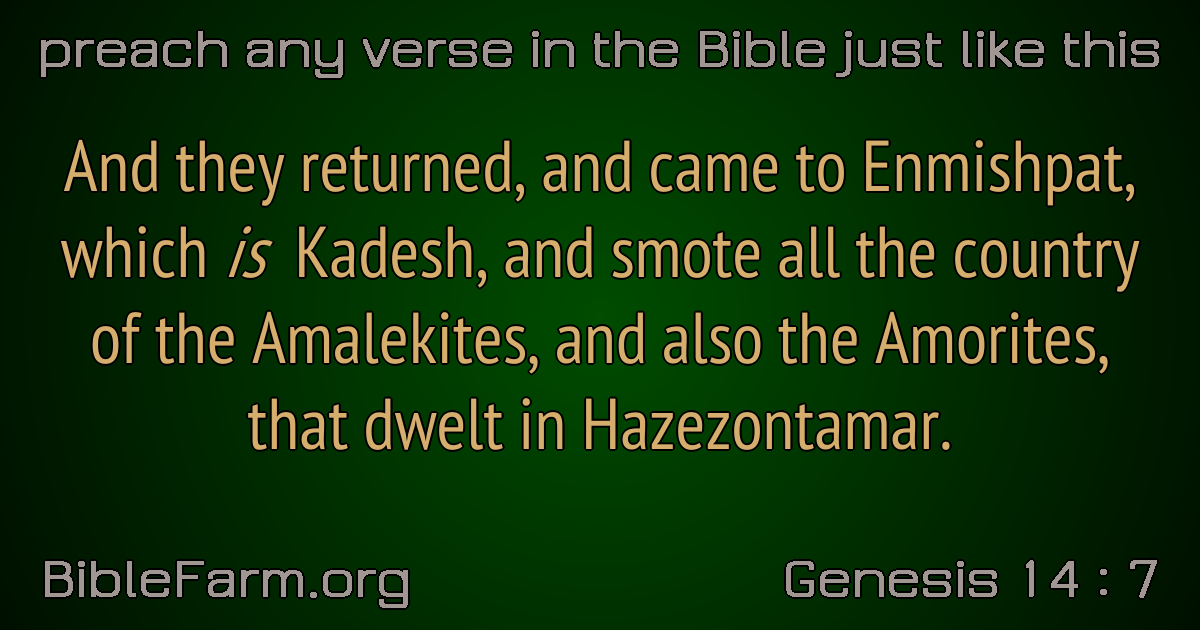 preach any verse in the Bible just like this
And they returned, and came to Enmishpat,
which is Kadesh, and smote all the country
of the Amalekites, and also the Amorites,
that dwelt in Hazezontamar.
BibleFarm.org
Genesis 14 : 7